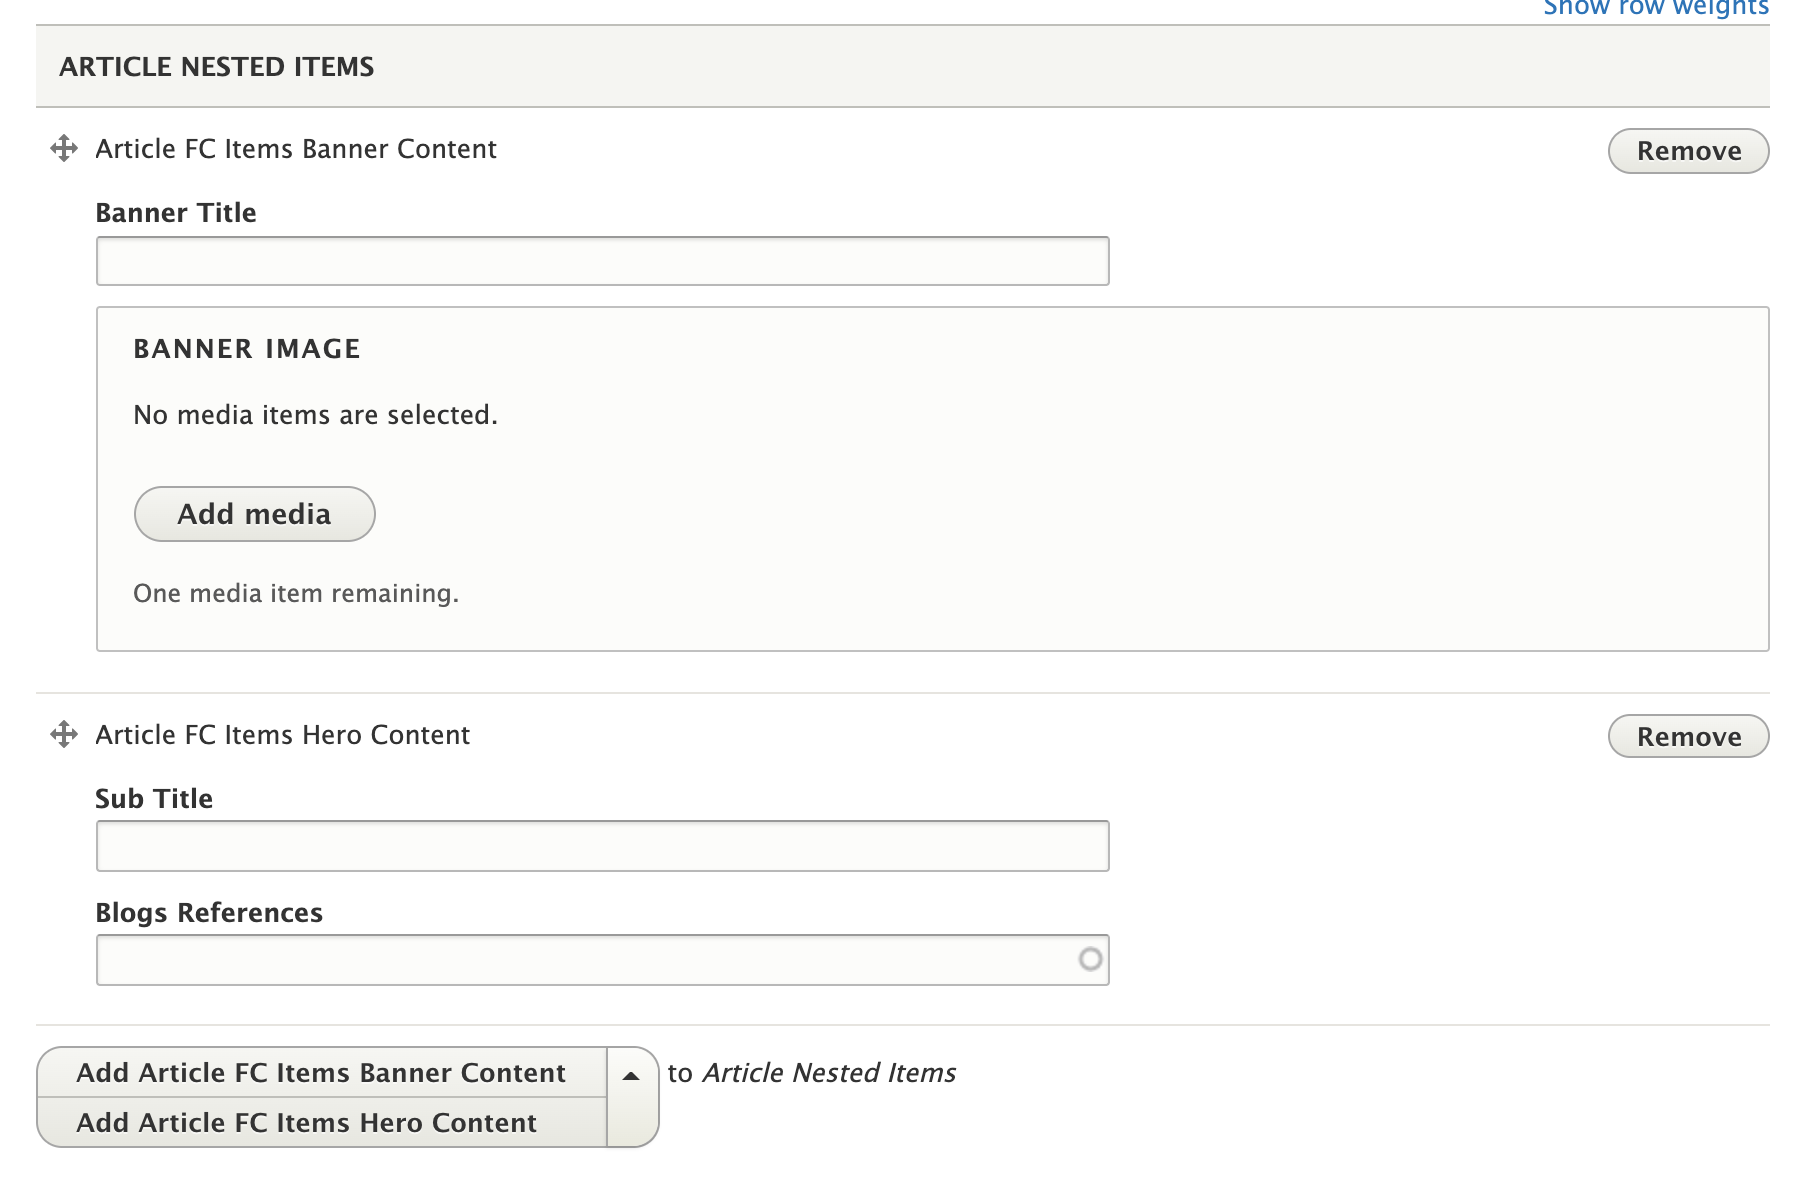 Show row weights
ARTICLE NESTED ITEMS
Article FC Items Banner Content
Remove
Banner Title
BANNER IMAGE
No media items are selected.
Add media
One media item remaining.
Article FC Items Hero Content
Remove
Sub Title
Blogs References
Add Article FC Items Banner Content
to Article Nested Items
Add Article FC Items Hero Content